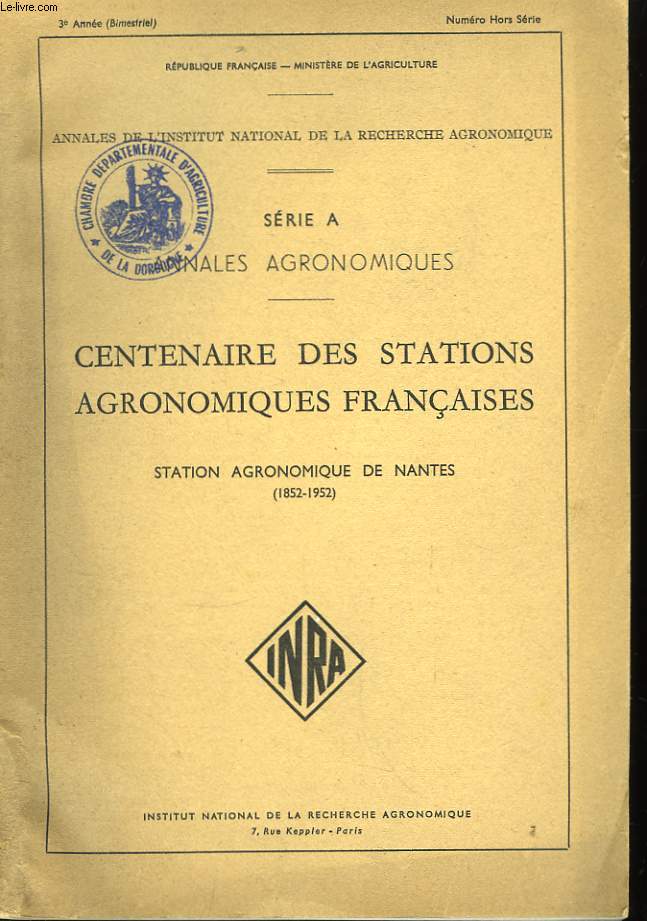 Le-livre.com
3e Année (Bimestriel)
Numéro Hors Série
RÉPUBLIQUE FRANÇAISE — MINISTÈRE DE L'AGRICULTURE
ANNALES DE L'INSTITUT NATIONAL DE LA RECHERCHE AGRONOMIQUE
CHAMBRE DÉPARTEMENTALE D'AGRICULTURE
★ DE LA DORDOGNE ★
SÉRIE A
ANNALES AGRONOMIQUES
CENTENAIRE DES STATIONS
AGRONOMIQUES FRANÇAISES
STATION AGRONOMIQUE DE NANTES
(1852-1952)
INRA
INSTITUT NATIONAL DE LA RECHERCHE AGRONOMIQUE
7, Rue Keppler - Paris